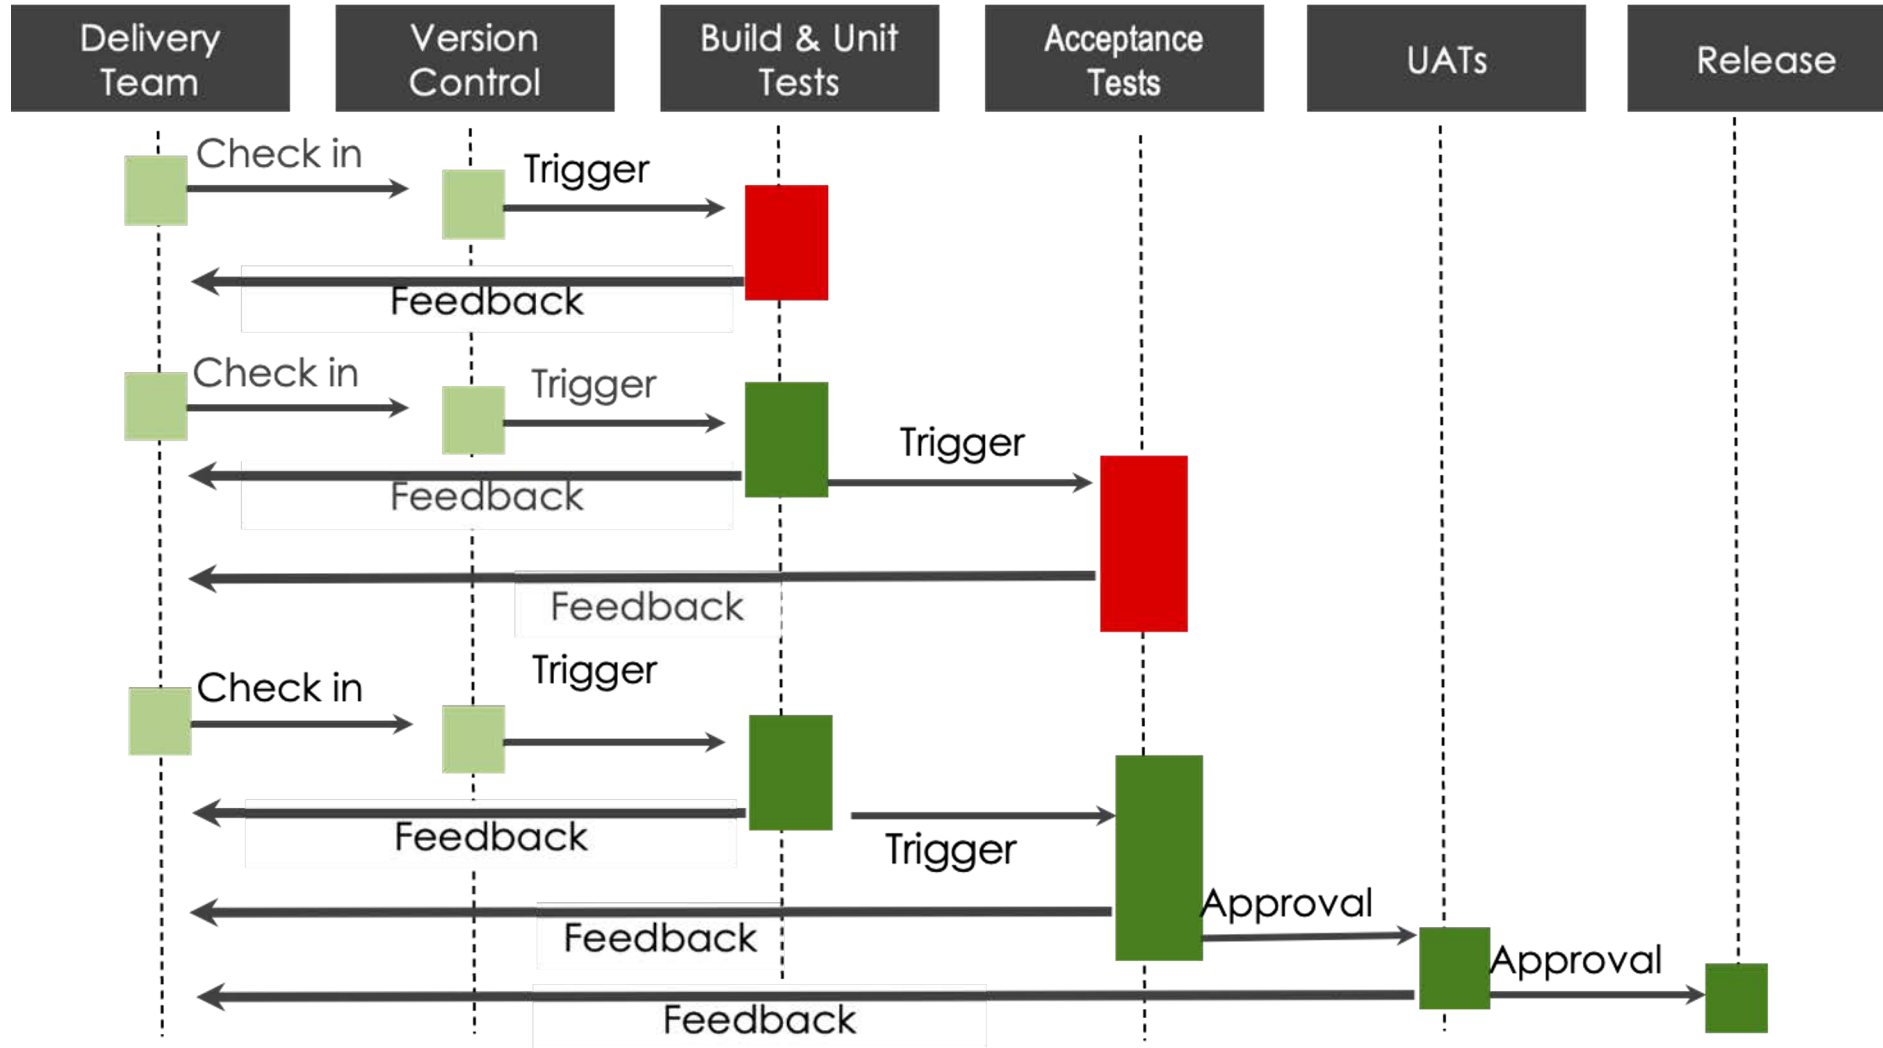 Delivery
Team
Version
Control
Build & Unit
Tests
Acceptance
Tests
UATs
Release
Check in
Trigger
Feedback
Check in
Trigger
Trigger
Feedback
Feedback
Trigger
Check in
Feedback
Trigger
Approval
Feedback
Approval
Feedback